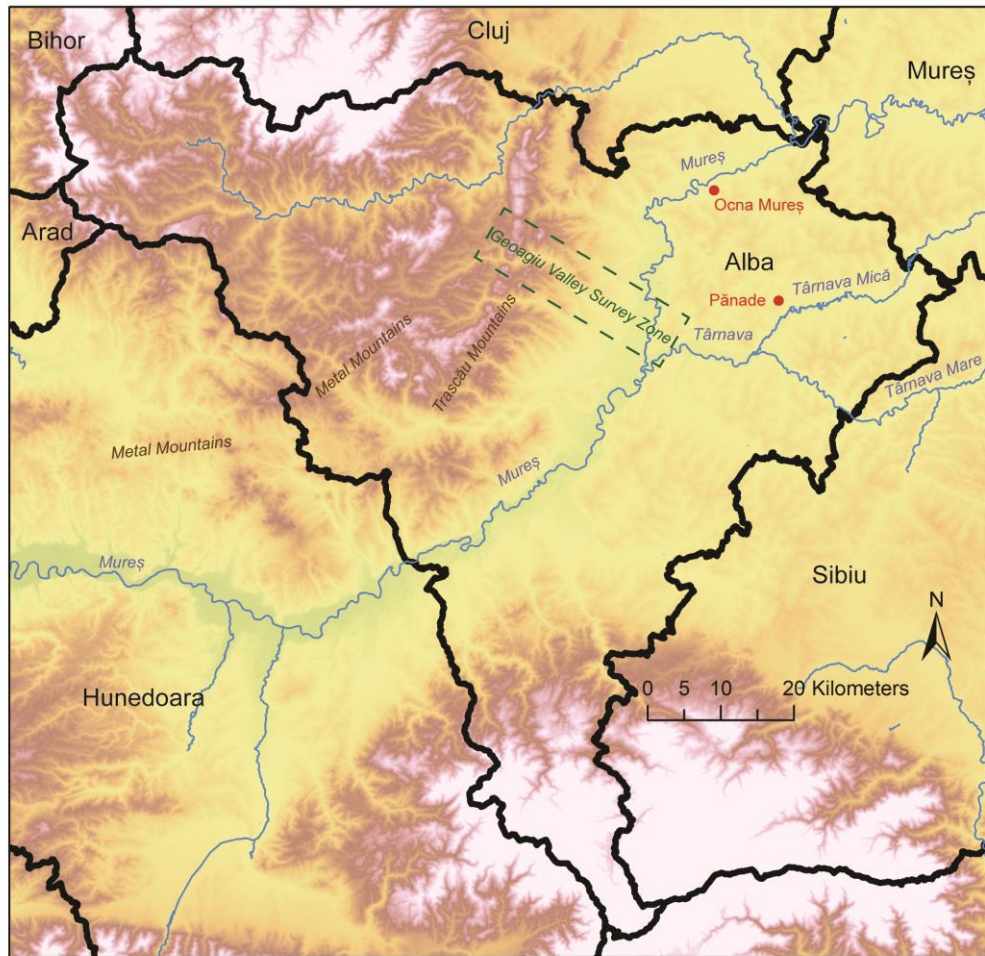 Bihor
Cluj
Mureș
Mureș
Ocna Mureș
Arad
Geoagiu Valley Survey Zone
Alba
Târnava Mică
Pănade
Târnava
Târnava Mare
Metal Mountains
Trascău Mountains
Metal Mountains
Mureș
Mureș
Sibiu
N
Hunedoara
0 5 10 20 Kilometers